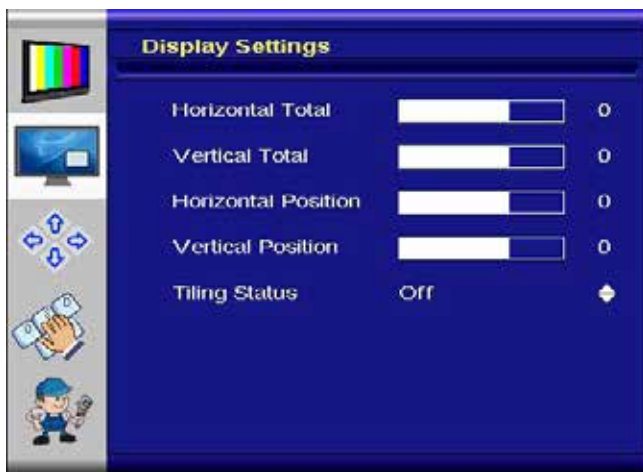 Display Settings
Horizontal Total 0
Vertical Total 0
Horizontal Position 0
Vertical Position 0
Tiling Status Off